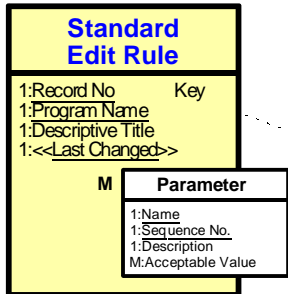 Standard
Edit Rule
1:Record No Key
1:Program Name
1:Descriptive Title
1:<<Last Changed>>
M
Parameter
1:Name
1:Sequence No.
1:Description
M:Acceptable Value